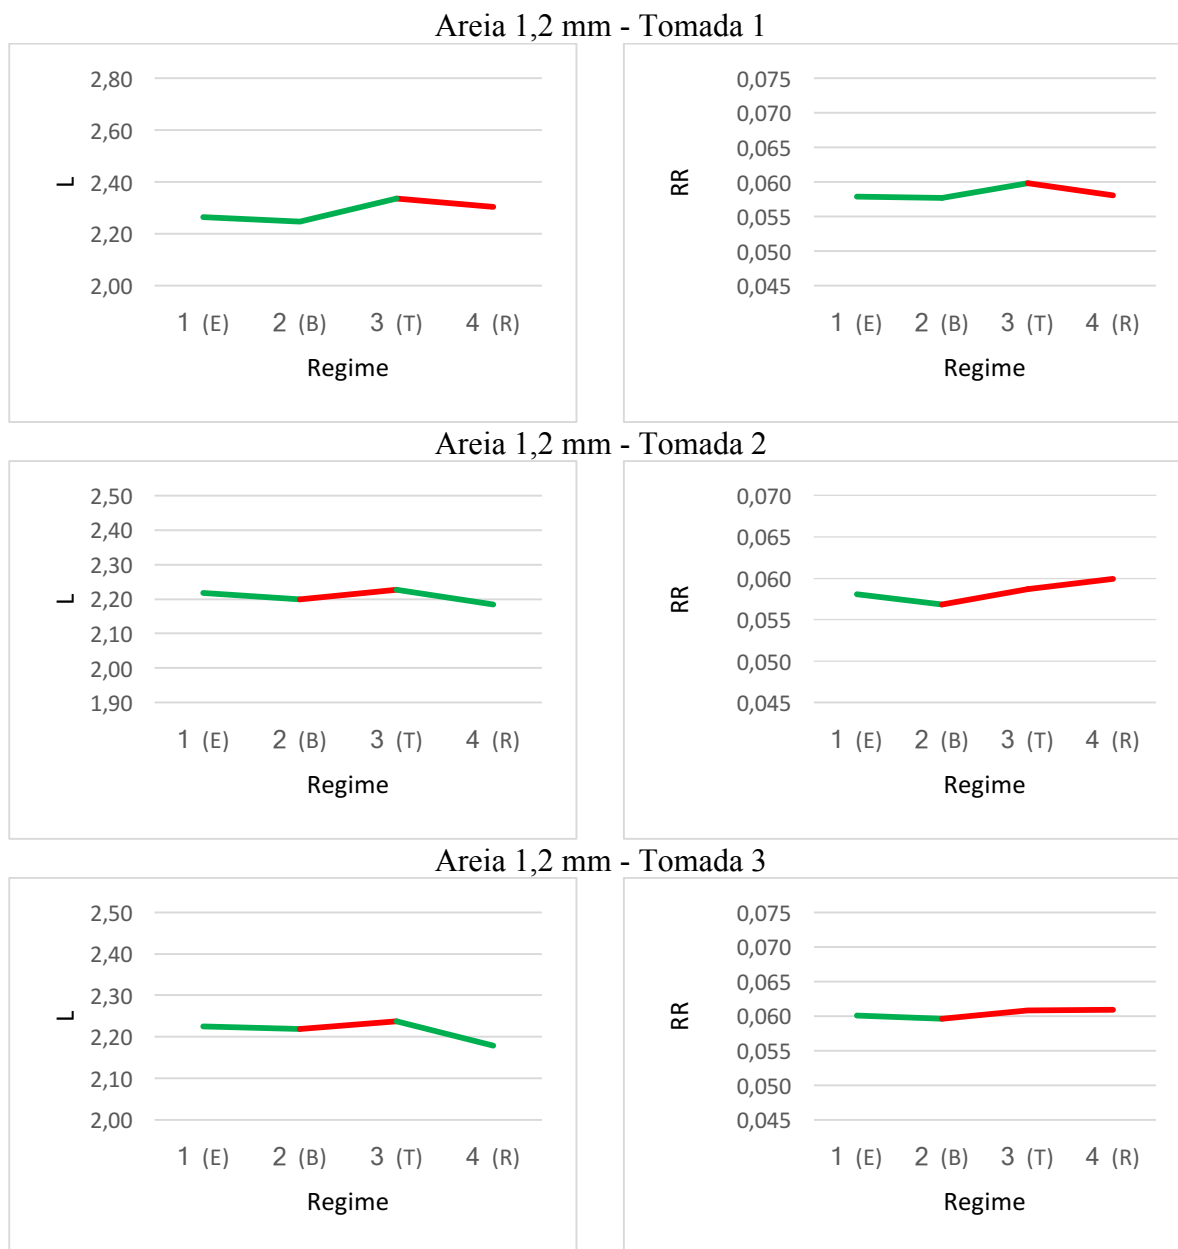 Areia 1,2 mm - Tomada 1
2,80
2,60
2,40
2,20
2,00
L
1 (E) 2 (B) 3 (T) 4 (R)
Regime
0,075
0,070
0,065
0,060
0,055
0,050
0,045
RR
1 (E) 2 (B) 3 (T) 4 (R)
Regime
Areia 1,2 mm - Tomada 2
2,50
2,40
2,30
2,20
2,10
2,00
1,90
L
1 (E) 2 (B) 3 (T) 4 (R)
Regime
0,070
0,065
0,060
0,055
0,050
0,045
RR
1 (E) 2 (B) 3 (T) 4 (R)
Regime
Areia 1,2 mm - Tomada 3
2,50
2,40
2,30
2,20
2,10
2,00
L
1 (E) 2 (B) 3 (T) 4 (R)
Regime
0,075
0,070
0,065
0,060
0,055
0,050
0,045
RR
1 (E) 2 (B) 3 (T) 4 (R)
Regime